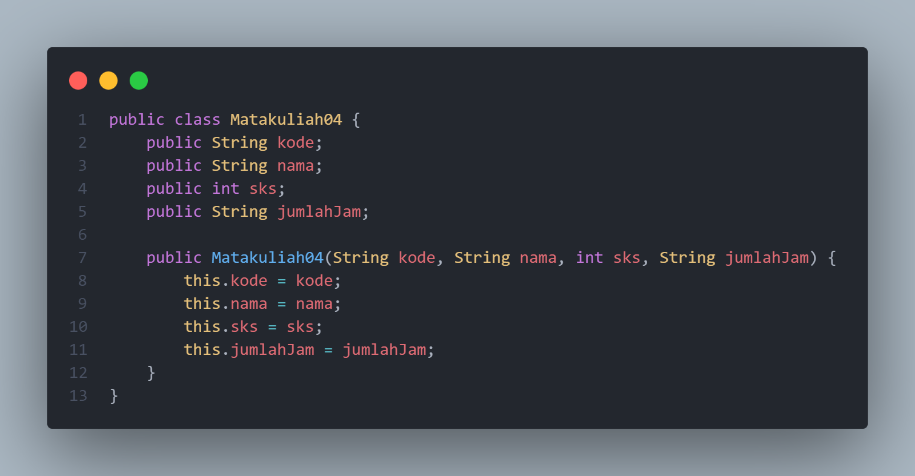 1 public class Matakuliah04 {
2     public String kode;
3     public String nama;
4     public int sks;
5     public String jumlahJam;
6
7     public Matakuliah04(String kode, String nama, int sks, String jumlahJam) {
8         this.kode = kode;
9         this.nama = nama;
10         this.sks = sks;
11         this.jumlahJam = jumlahJam;
12     }
13 }